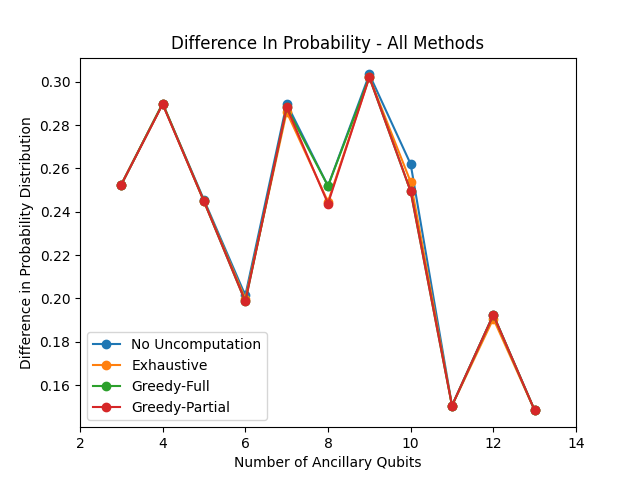 Difference In Probability - All Methods
Difference in Probability Distribution
0.30
0.28
0.26
0.24
0.22
0.20
0.18
0.16
No Uncomputation
Exhaustive
Greedy-Full
Greedy-Partial
2 4 6 8 10 12 14
Number of Ancillary Qubits